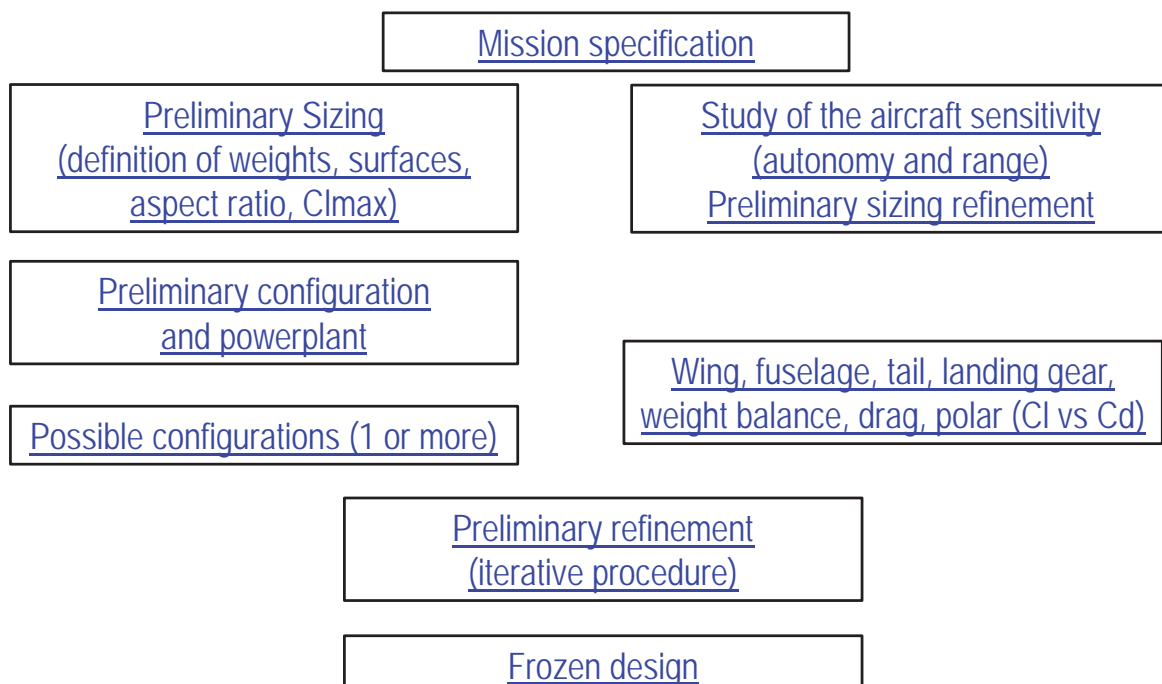 Mission specification
Preliminary Sizing
(definition of weights, surfaces,
aspect ratio, Clmax)
Study of the aircraft sensitivity
(autonomy and range)
Preliminary sizing refinement
Preliminary configuration
and powerplant
Wing, fuselage, tail, landing gear,
weight balance, drag, polar (Cl vs Cd)
Possible configurations (1 or more)
Preliminary refinement
(iterative procedure)
Frozen design